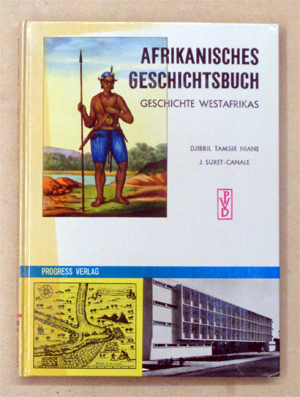 AFRIKANISCHES
GESCHICHTSBUCH
GESCHICHTE WESTAFRIKAS
DJIBRIL TAMSIR NIANE
J. SURET-CANALE
PVD
PROGRESS VERLAG